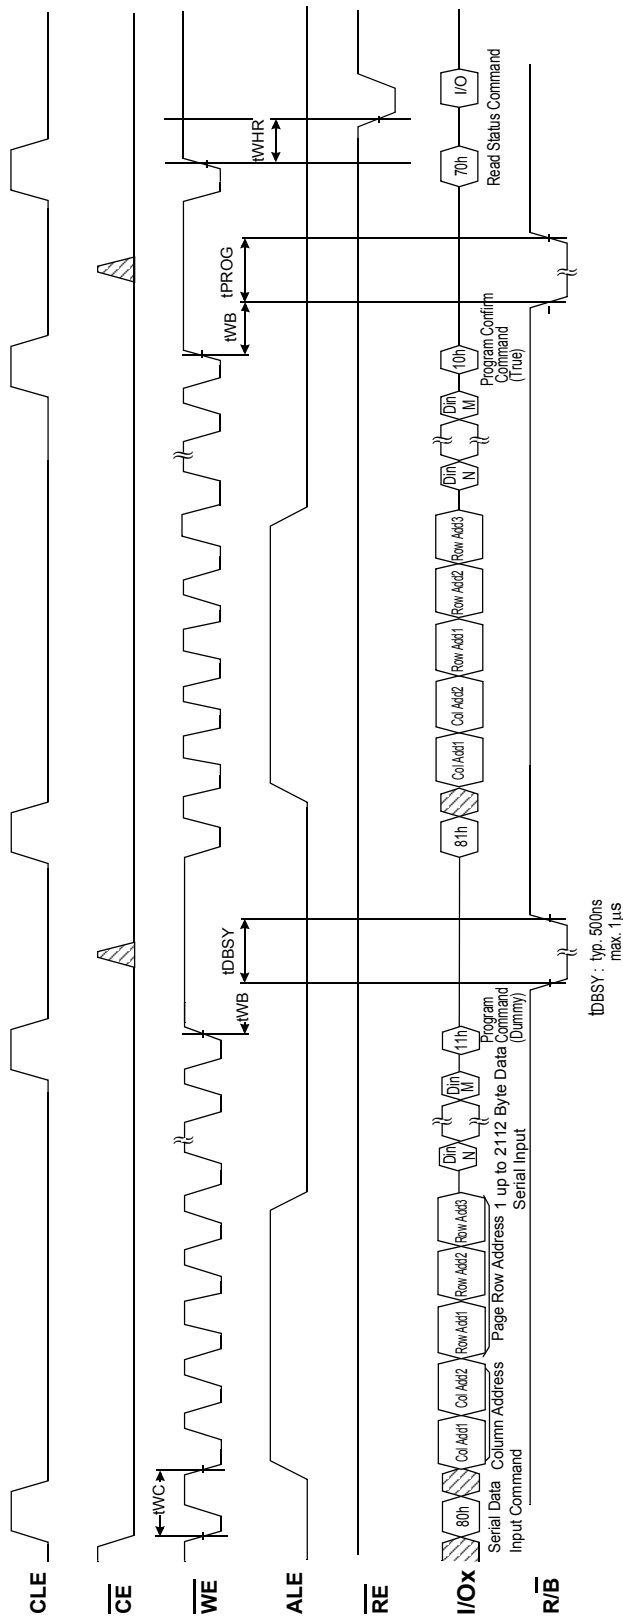 CLE
CE
WE
tWC
tWB
tDBSY
tWB
tPROG
tWHR
ALE
RE
I/Ox
80h
Col Add1
Col Add2
Row Add1
Row Add2
Row Add3
Din
N
Din
M
11h
81h
Col Add1
Col Add2
Row Add1
Row Add2
Row Add3
Din
N
Din
M
10h
70h
I/O
Serial Data
Input Command
Column Address
Page Row Address
1 up to 2112 Byte Data
Serial Input
Program
Command
(Dummy)
Program Confirm
Command
(True)
Read Status Command
R/B
tDBSY : typ. 500ns
max. 1µs